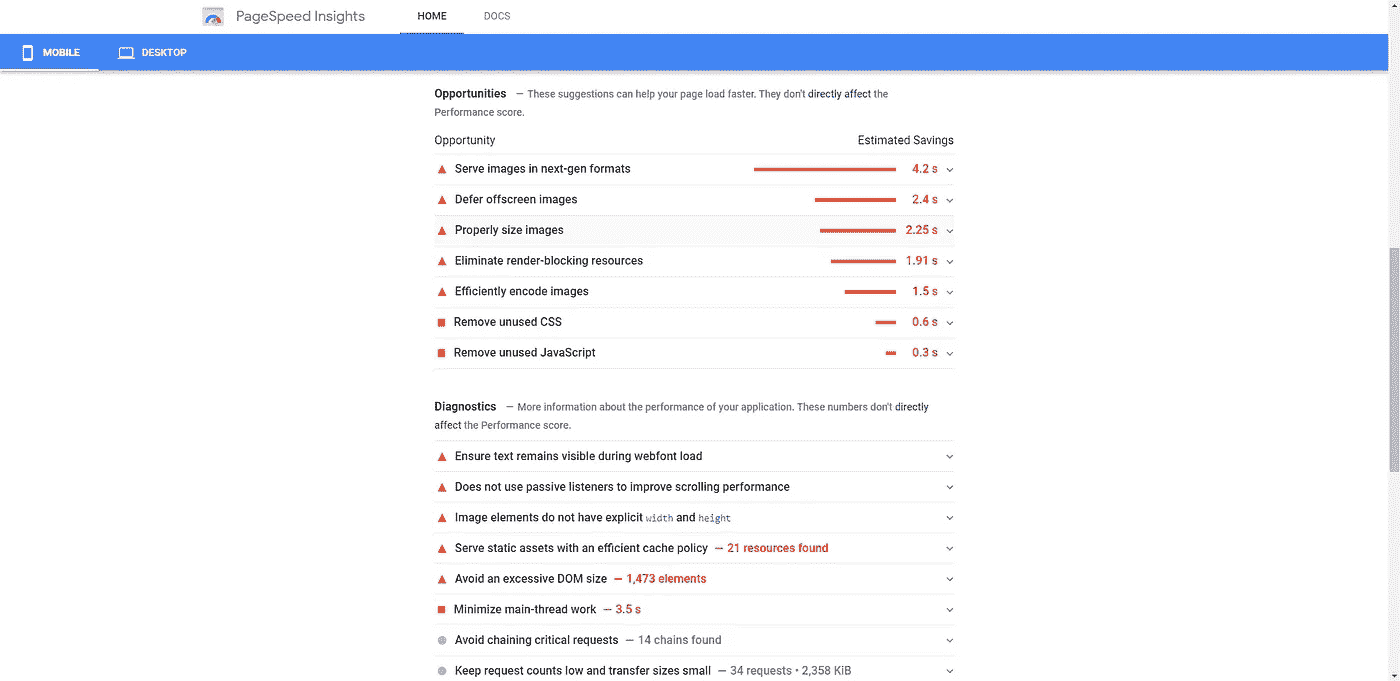 PageSpeed Insights HOME DOCS
MOBILE DESKTOP
Opportunities — These suggestions can help your page load faster. They don't directly affect the
Performance score.
Opportunity Estimated Savings
Serve images in next-gen formats 4.2 s
Defer offscreen images 2.4 s
Properly size images 2.25 s
Eliminate render-blocking resources 1.91 s
Efficiently encode images 1.5 s
Remove unused CSS 0.6 s
Remove unused JavaScript 0.3 s
Diagnostics — More information about the performance of your application. These numbers don't directly
affect the Performance score.
Ensure text remains visible during webfont load
Does not use passive listeners to improve scrolling performance
Image elements do not have explicit width and height
Serve static assets with an efficient cache policy — 21 resources found
Avoid an excessive DOM size — 1,473 elements
Minimize main-thread work — 3.5 s
Avoid chaining critical requests — 14 chains found
Keep request counts low and transfer sizes small — 34 requests • 2,358 KiB